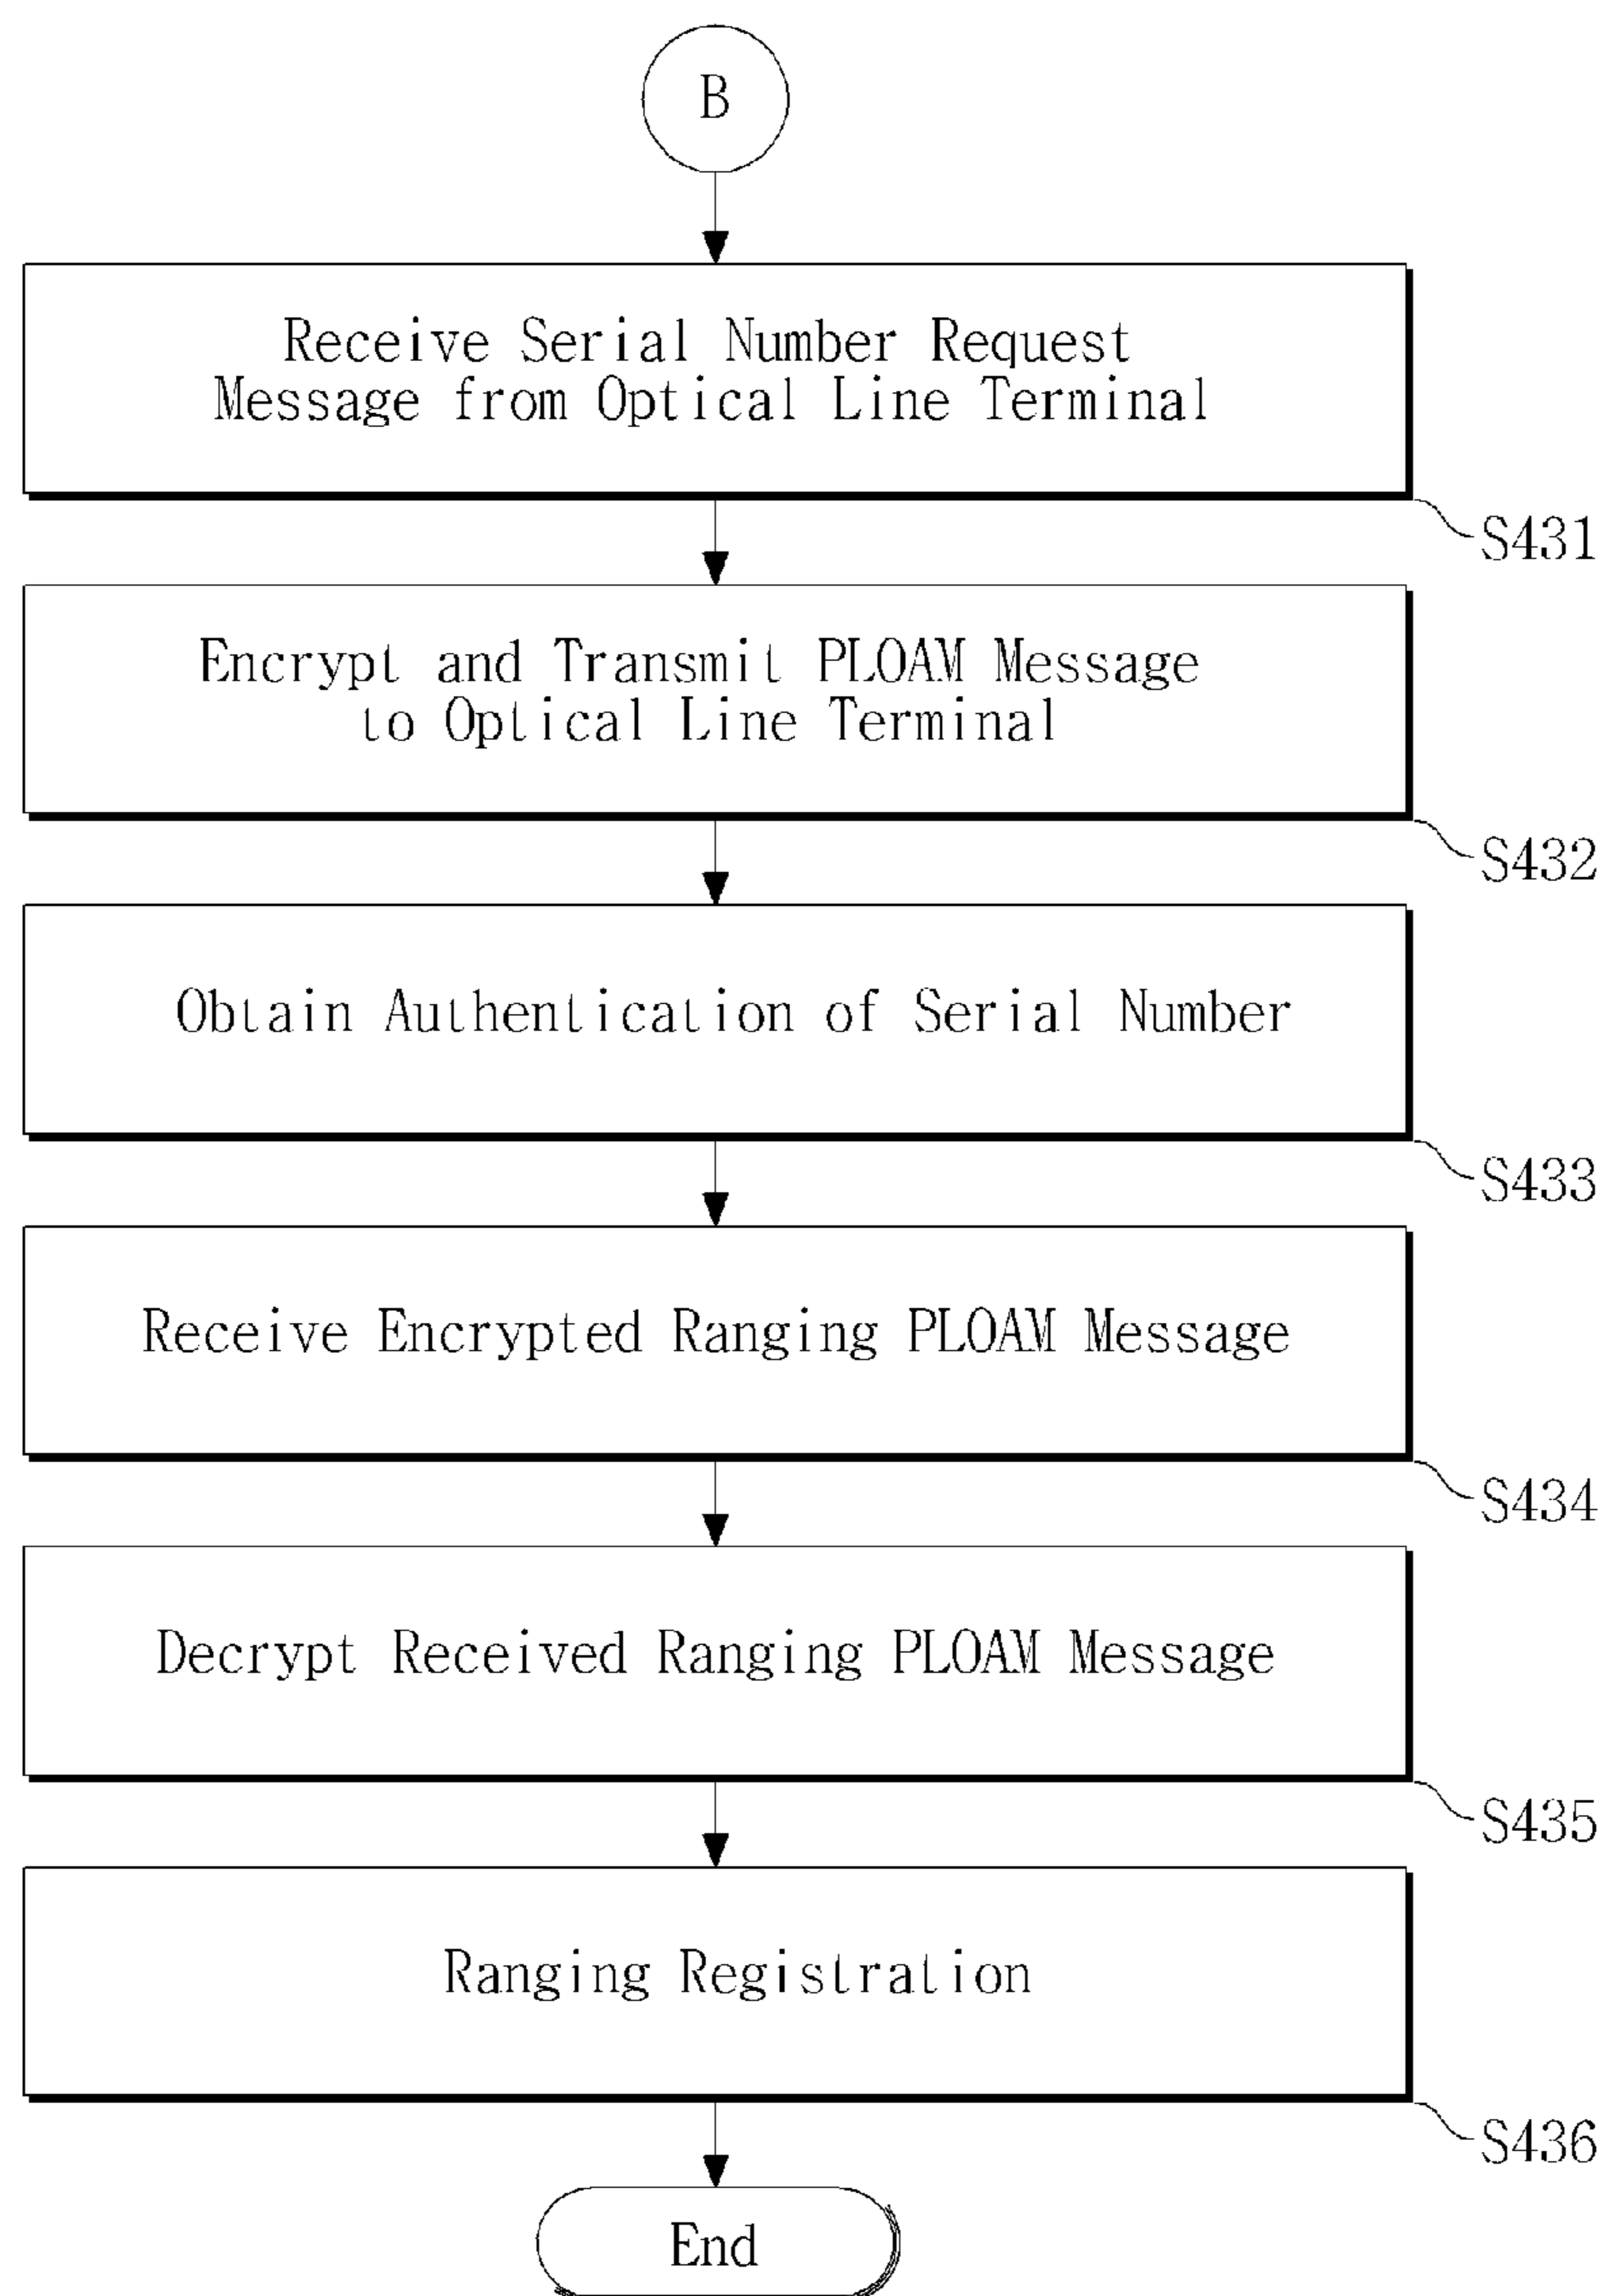 B
Receive Serial Number Request
Message from Optical Line Terminal
S431
Encrypt and Transmit PLOAM Message
to Optical Line Terminal
S432
Obtain Authentication of Serial Number
S433
Receive Encrypted Ranging PLOAM Message
S434
Decrypt Received Ranging PLOAM Message
S435
Ranging Registration
S436
End